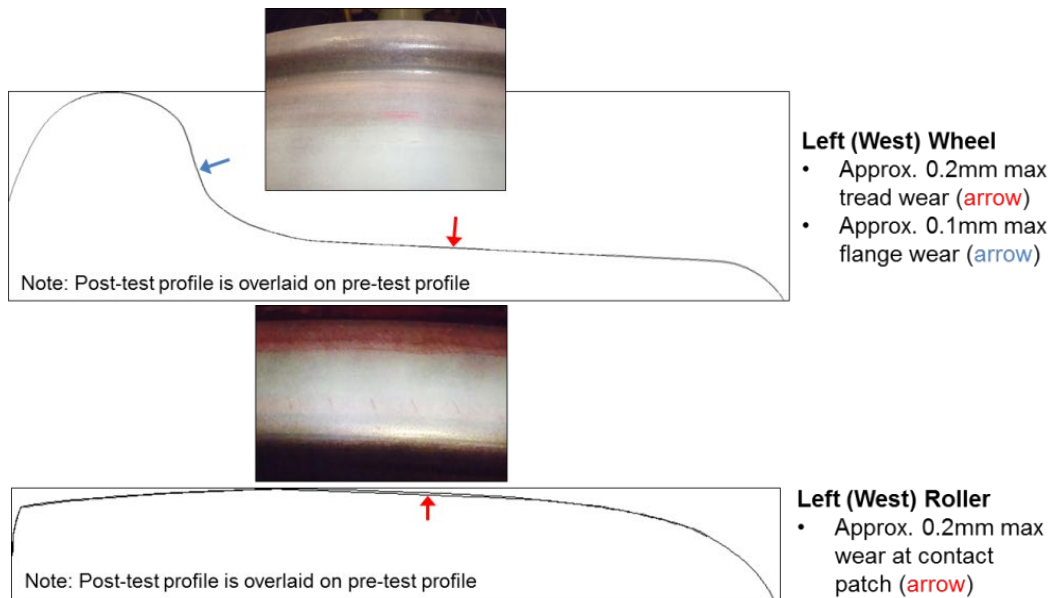 Left (West) Wheel
• Approx. 0.2mm max
tread wear (arrow)
• Approx. 0.1mm max
flange wear (arrow)
Note: Post-test profile is overlaid on pre-test profile
Left (West) Roller
• Approx. 0.2mm max
wear at contact
patch (arrow)
Note: Post-test profile is overlaid on pre-test profile